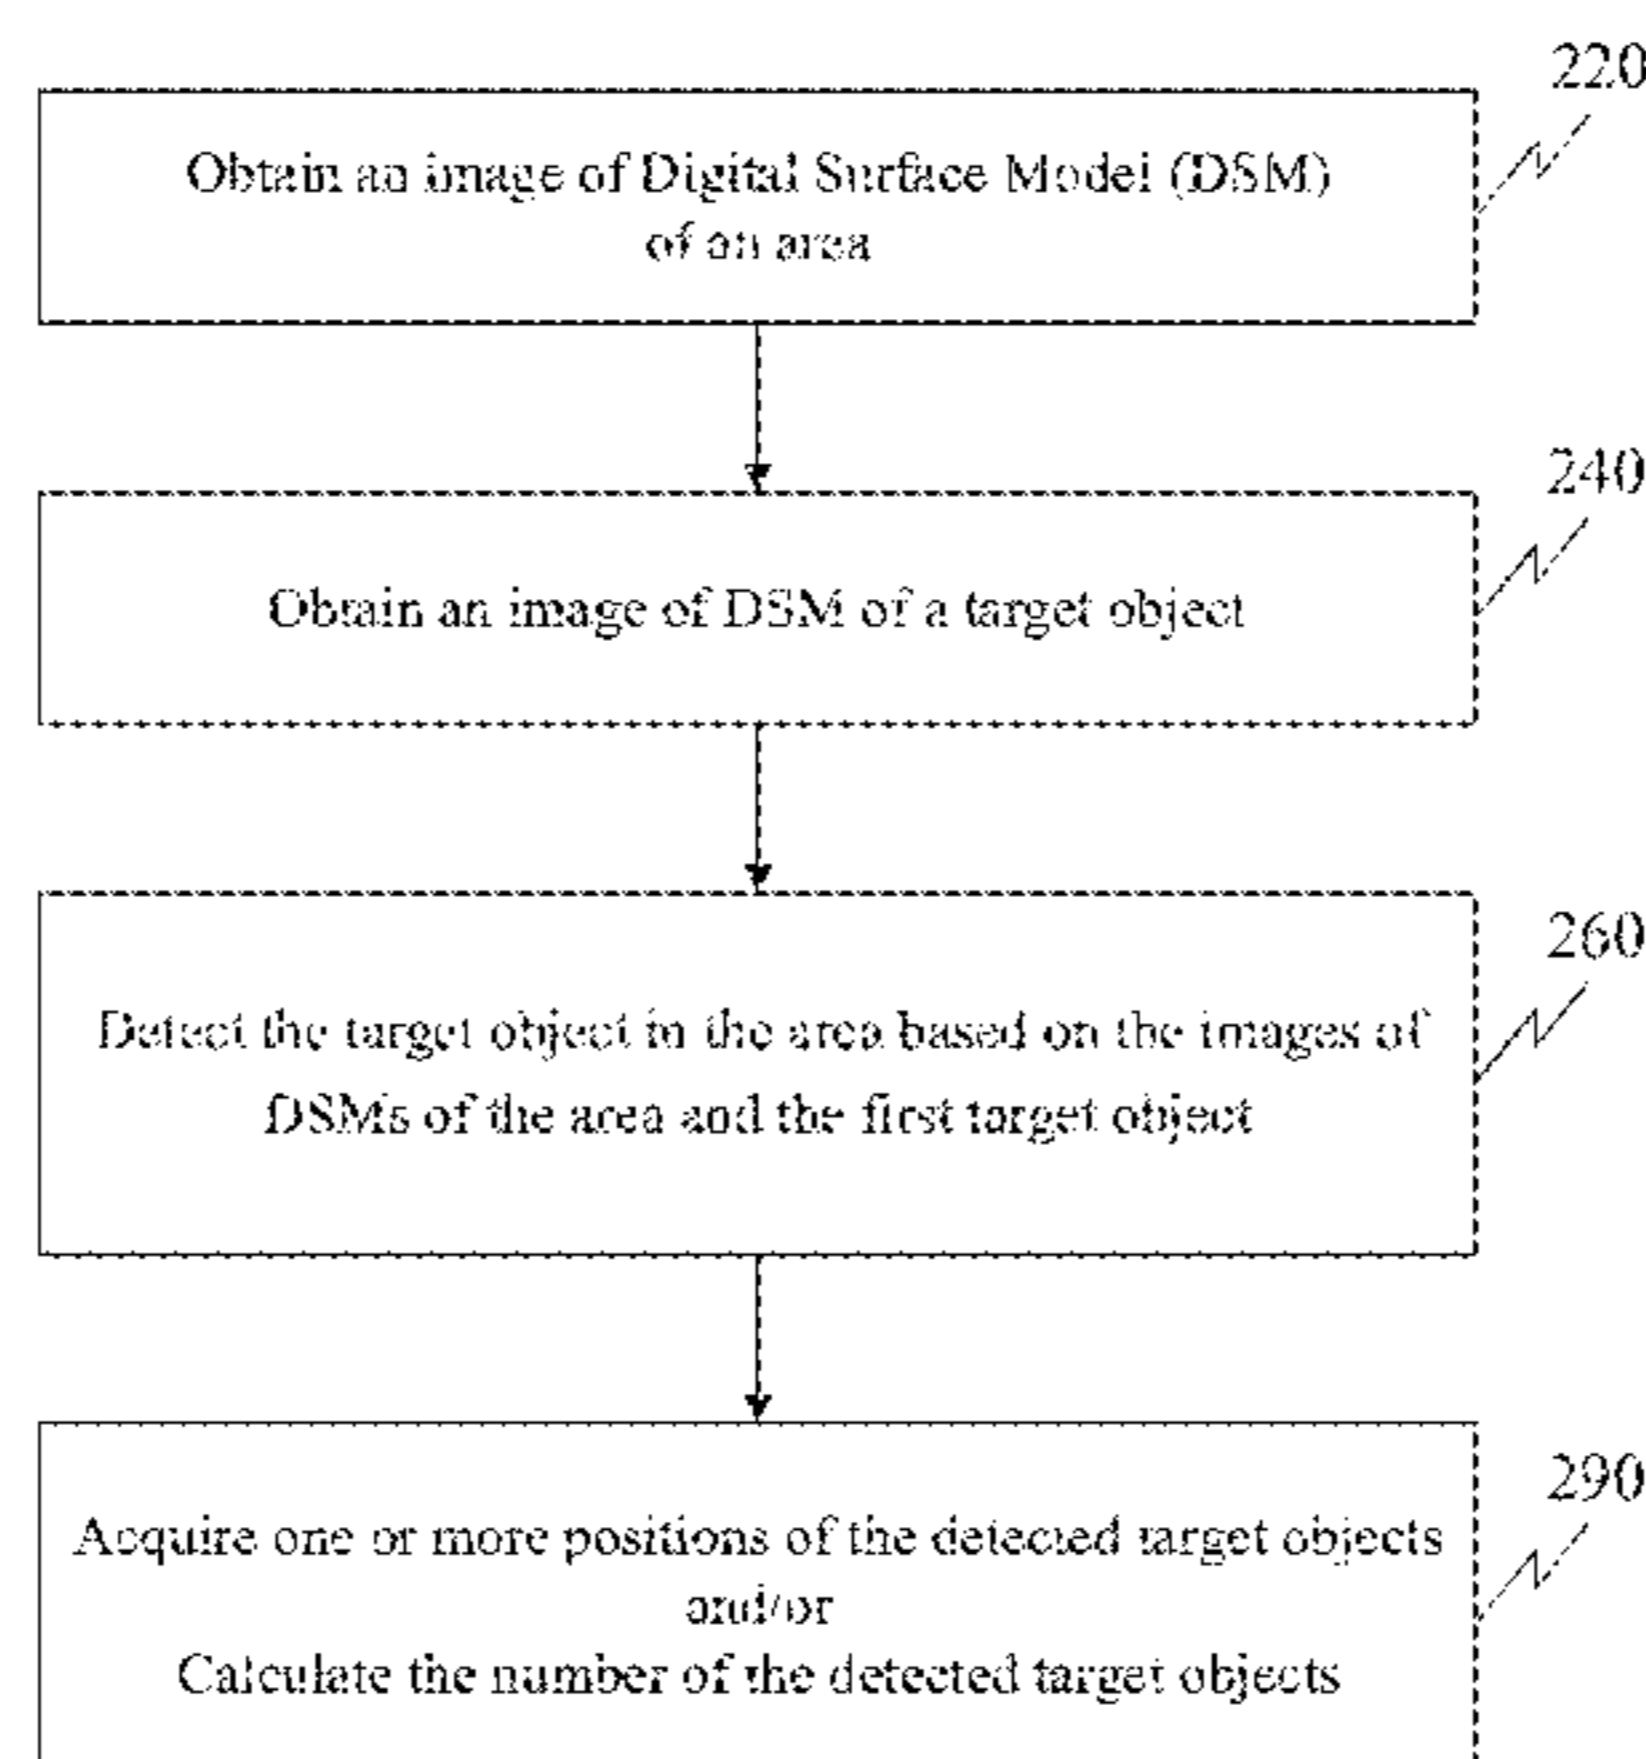 220
Obtain an image of Digital Surface Model (DSM)
of an area
240
Obtain an image of DSM of a target object
260
Detect the target object in the area based on the images of
DSMs of the area and the first target object
290
Acquire one or more positions of the detected target objects
and/or
Calculate the number of the detected target objects